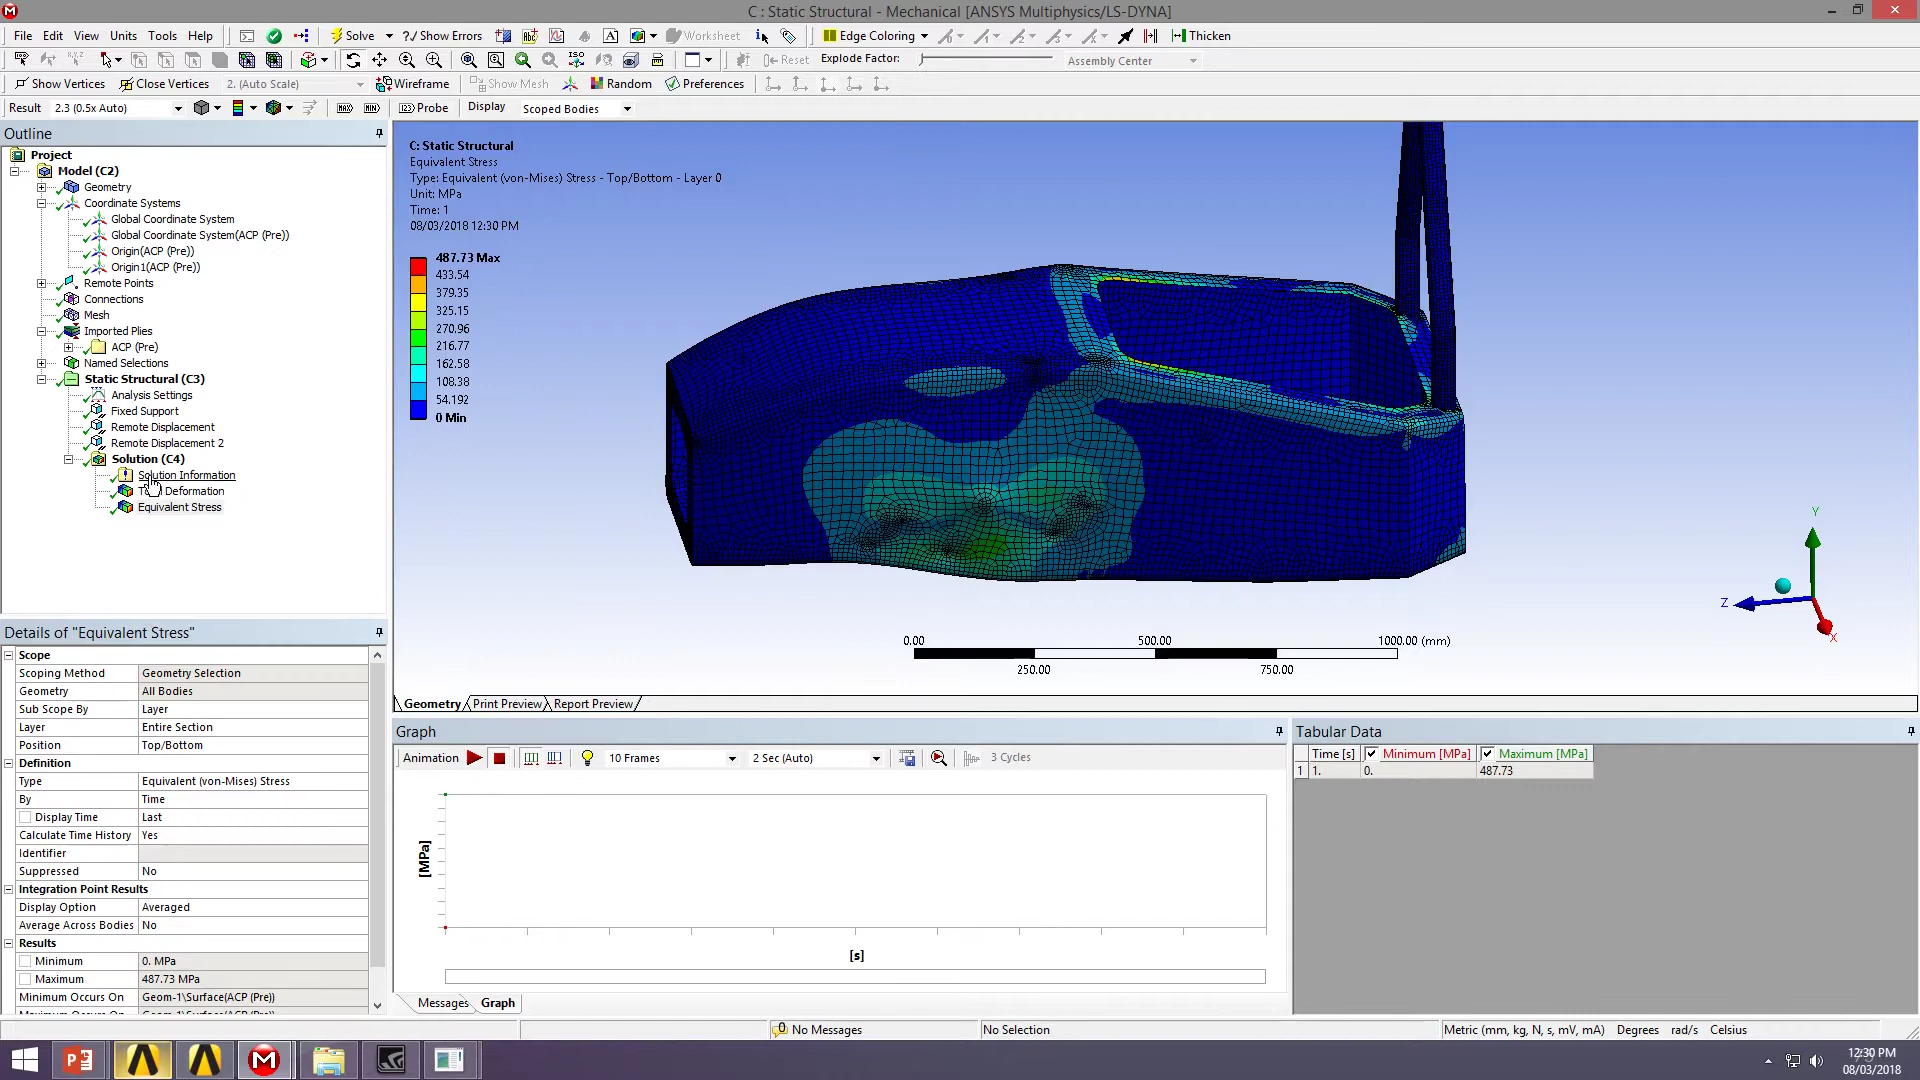 C : Static Structural - Mechanical [ANSYS Multiphysics/LS-DYNA]
File Edit View Units Tools Help Solve ?/ Show Errors Worksheet Edge Coloring Thicken
Reset Explode Factor: Assembly Center
Show Vertices Close Vertices 2. (Auto Scale) Wireframe Show Mesh Random Preferences
Result 2.3 (0.5x Auto) MAX MIN Probe Display Scoped Bodies
Outline
Project
Model (C2)
Geometry
Coordinate Systems
Global Coordinate System
Global Coordinate System(ACP (Pre))
Origin(ACP (Pre))
Origin1(ACP (Pre))
Remote Points
Connections
Mesh
Imported Plies
ACP (Pre)
Named Selections
Static Structural (C3)
Analysis Settings
Fixed Support
Remote Displacement
Remote Displacement 2
Solution (C4)
Solution Information
Deformation
Equivalent Stress
Details of "Equivalent Stress"
Scope
Scoping Method Geometry Selection
Geometry All Bodies
Sub Scope By Layer
Layer Entire Section
Position Top/Bottom
Definition
Type Equivalent (von-Mises) Stress
By Time
Display Time Last
Calculate Time History Yes
Identifier
Suppressed No
Integration Point Results
Display Option Averaged
Average Across Bodies No
Results
Minimum 0. MPa
Maximum 487.73 MPa
Minimum Occurs On Geom-1\Surface(ACP (Pre))
C: Static Structural
Equivalent Stress
Type: Equivalent (von-Mises) Stress - Top/Bottom - Layer 0
Unit: MPa
Time: 1
08/03/2018 12:30 PM
487.73 Max
433.54
379.35
325.15
270.96
216.77
162.58
108.38
54.192
0 Min
Y
Z
X
0.00 500.00 1000.00 (mm)
250.00 750.00
Geometry Print Preview Report Preview
Graph
Animation 10 Frames 2 Sec (Auto) 3 Cycles
[MPa]
[s]
Messages Graph
Tabular Data
Time [s] Minimum [MPa] Maximum [MPa]
1 1. 0. 487.73
0 No Messages No Selection Metric (mm, kg, N, s, mV, mA) Degrees rad/s Celsius
12:30 PM
08/03/2018